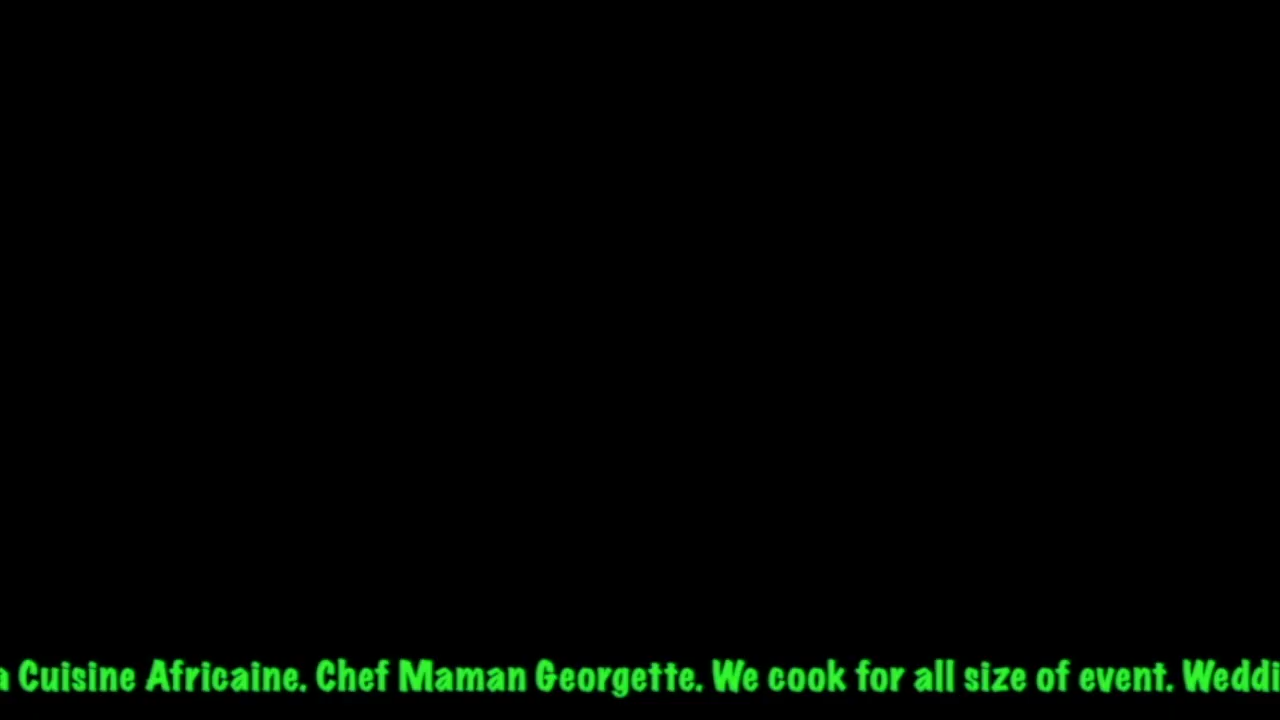 a Cuisine Africaine. Chef Maman Georgette. We cook for all size of event. Weddi